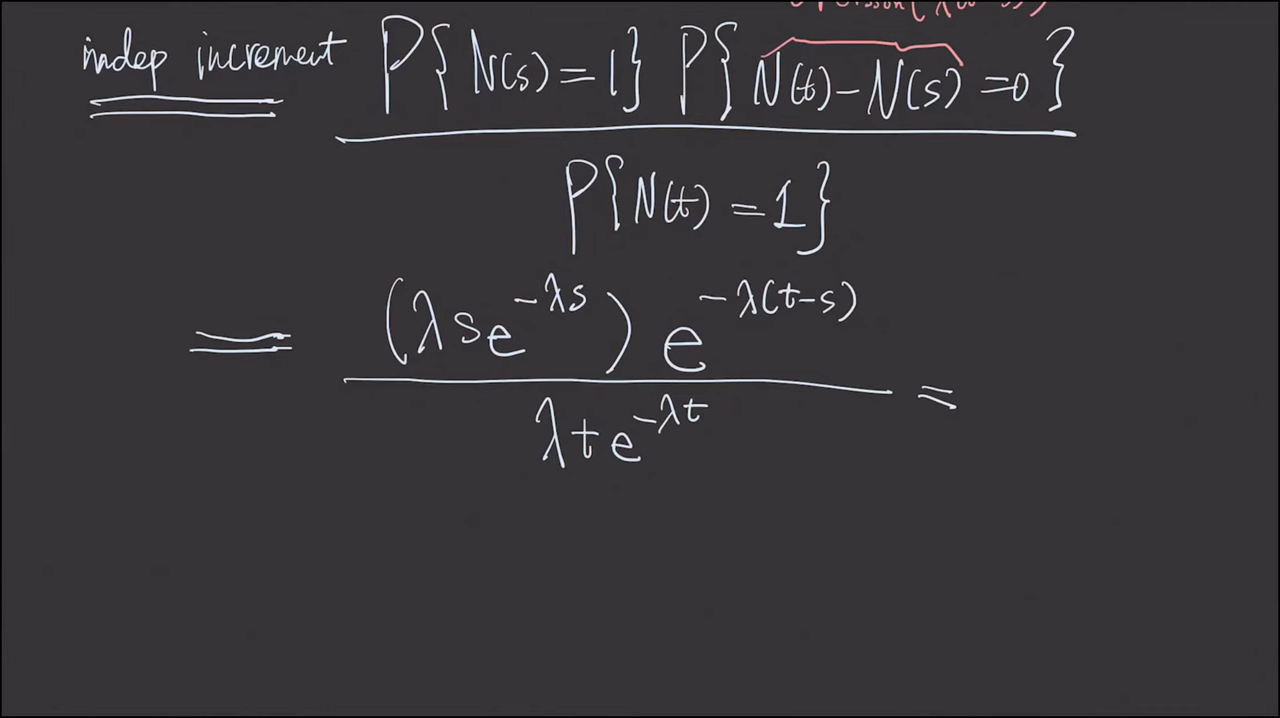 indep increment P{N(s)=1} P{N(t)-N(s)=0}
P{N(t)=1}
= (λse^{-λs}) e^{-λ(t-s)}
λte^{-λt} =